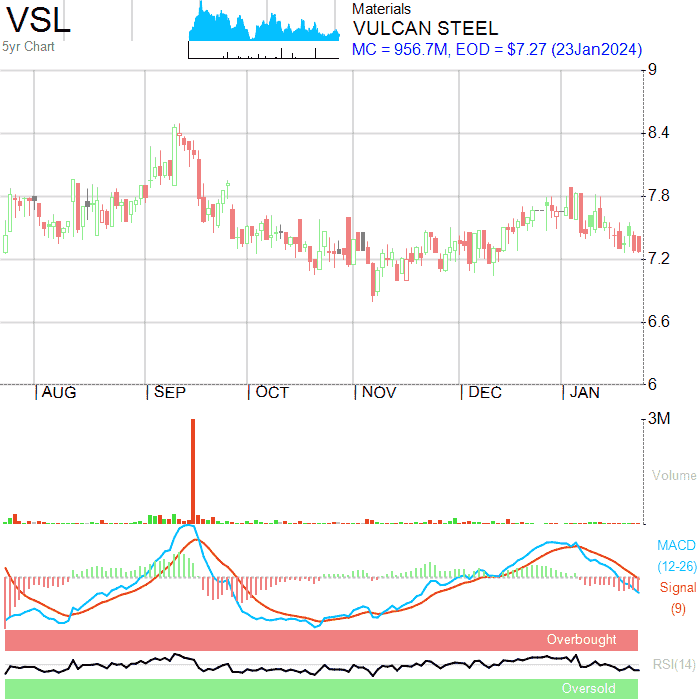 VSL
5yr Chart
Materials
VULCAN STEEL
MC = 956.7M, EOD = $7.27 (23Jan2024)
9
8.4
7.8
7.2
6.6
6
AUG SEP OCT NOV DEC JAN
3M
Volume
MACD
(12-26)
Signal
(9)
Overbought
RSI(14)
Oversold